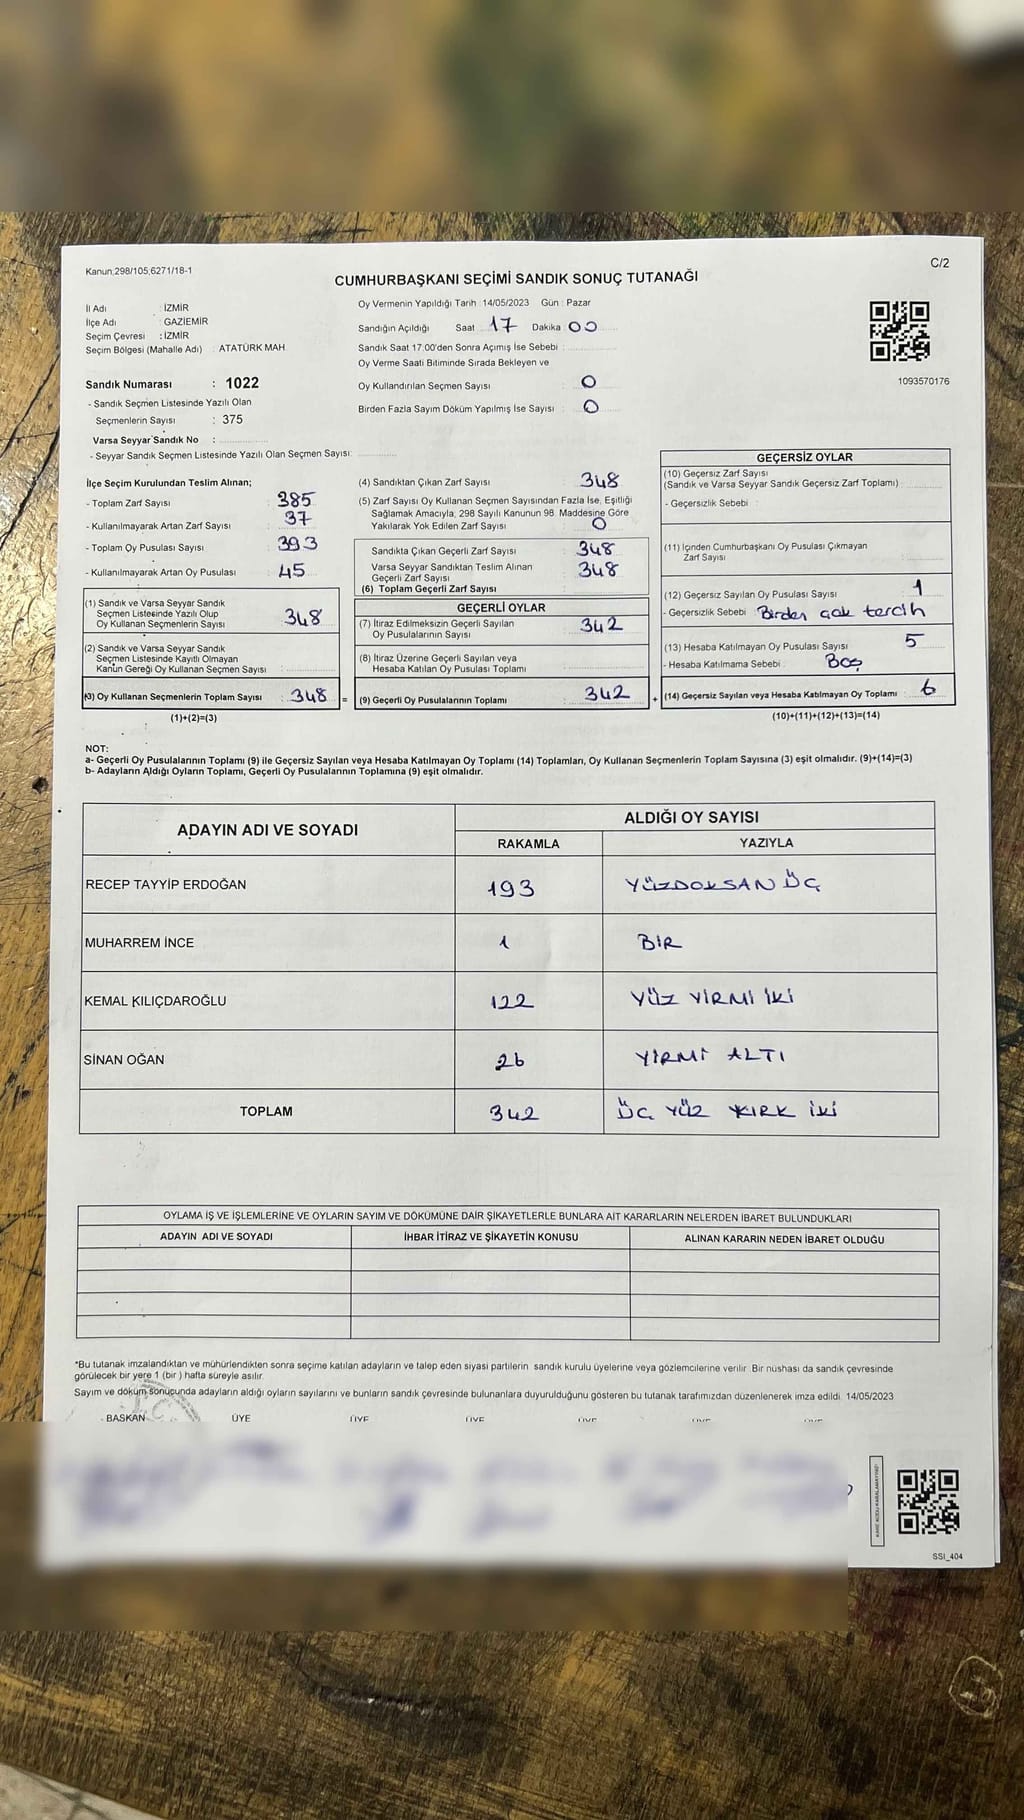 Kanun;298/105;6271/18-1
C/2
CUMHURBAŞKANI SEÇİMİ SANDIK SONUÇ TUTANAĞI
İl Adı : İZMİR
İlçe Adı : GAZİEMİR
Seçim Çevresi : İZMİR
Seçim Bölgesi (Mahalle Adı) : ATATÜRK MAH
Sandık Numarası : 1022
- Sandık Seçmen Listesinde Yazılı Olan
Seçmenlerin Sayısı : 375
Varsa Seyyar Sandık No :
- Seyyar Sandık Seçmen Listesinde Yazılı Olan Seçmen Sayısı:
Oy Vermenin Yapıldığı Tarih : 14/05/2023 Gün : Pazar
Sandığın Açıldığı Saat 17 Dakika 00
Sandık Saat 17.00'den Sonra Açımış İse Sebebi :
Oy Verme Saati Bitiminde Sırada Bekleyen ve
Oy Kullandırılan Seçmen Sayısı : 0
Birden Fazla Sayım Döküm Yapılmış İse Sayısı : 0
1093570176
İlçe Seçim Kurulundan Teslim Alınan;
- Toplam Zarf Sayısı : 385
- Kullanılmayarak Artan Zarf Sayısı : 37
- Toplam Oy Pusulası Sayısı : 393
- Kullanılmayarak Artan Oy Pusulası : 45
(1) Sandık ve Varsa Seyyar Sandık
Seçmen Listesinde Yazılı Olup
Oy Kullanan Seçmenlerin Sayısı : 348
(2) Sandık ve Varsa Seyyar Sandık
Seçmen Listesinde Kayıtlı Olmayan
Kanun Gereği Oy Kullanan Seçmen Sayısı :
(3) Oy Kullanan Seçmenlerin Toplam Sayısı : 348 =
(1)+(2)=(3)
(4) Sandıktan Çıkan Zarf Sayısı : 348
(5) Zarf Sayısı Oy Kullanan Seçmen Sayısından Fazla İse, Eşitliği
Sağlamak Amacıyla, 298 Sayılı Kanunun 98. Maddesine Göre
Yakılarak Yok Edilen Zarf Sayısı : 0
Sandıkta Çıkan Geçerli Zarf Sayısı : 348
Varsa Seyyar Sandıktan Teslim Alınan
Geçerli Zarf Sayısı : 348
(6) Toplam Geçerli Zarf Sayısı
GEÇERLİ OYLAR
(7) İtiraz Edilmeksizin Geçerli Sayılan
Oy Pusulalarının Sayısı : 342
(8) İtiraz Üzerine Geçerli Sayılan veya
Hesaba Katılan Oy Pusulası Toplamı :
(9) Geçerli Oy Pusulalarının Toplamı : 342 +
GEÇERSİZ OYLAR
(10) Geçersiz Zarf Sayısı
(Sandık ve Varsa Seyyar Sandık Geçersiz Zarf Toplamı) :
- Geçersizlik Sebebi :
(11) İçinden Cumhurbaşkanı Oy Pusulası Çıkmayan
Zarf Sayısı :
(12) Geçersiz Sayılan Oy Pusulası Sayısı : 1
- Geçersizlik Sebebi : Birden çok tercih
(13) Hesaba Katılmayan Oy Pusulası Sayısı : 5
- Hesaba Katılmama Sebebi : Boş
(14) Geçersiz Sayılan veya Hesaba Katılmayan Oy Toplamı : 6
(10)+(11)+(12)+(13)=(14)
NOT:
a- Geçerli Oy Pusulalarının Toplamı (9) ile Geçersiz Sayılan veya Hesaba Katılmayan Oy Toplamı (14) Toplamları, Oy Kullanan Seçmenlerin Toplam Sayısına (3) eşit olmalıdır. (9)+(14)=(3)
b- Adayların Aldığı Oyların Toplamı, Geçerli Oy Pusulalarının Toplamına (9) eşit olmalıdır.
ADAYIN ADI VE SOYADI ALDIĞI OY SAYISI
RAKAMLA YAZIYLA
RECEP TAYYİP ERDOĞAN 193 YÜZDOKSAN ÜÇ
MUHARREM İNCE 1 BİR
KEMAL KILIÇDAROĞLU 122 YÜZ YİRMİ İKİ
SİNAN OĞAN 26 YİRMİ ALTI
TOPLAM 342 ÜÇ YÜZ KIRK İKİ
OYLAMA İŞ VE İŞLEMLERİNE VE OYLARIN SAYIM VE DÖKÜMÜNE DAİR ŞİKAYETLERLE BUNLARA AİT KARARLARIN NELERDEN İBARET BULUNDUKLARI
ADAYIN ADI VE SOYADI İHBAR İTİRAZ VE ŞİKAYETİN KONUSU ALINAN KARARIN NEDEN İBARET OLDUĞU
*Bu tutanak imzalandıktan ve mühürlendikten sonra seçime katılan adayların ve talep eden siyasi partilerin sandık kurulu üyelerine veya gözlemcilerine verilir. Bir nüshası da sandık çevresinde
görülecek bir yere 1 (bir ) hafta süreyle asılır.
Sayım ve döküm sonucunda adayların aldığı oyların sayılarını ve bunların sandık çevresinde bulunanlara duyurulduğunu gösteren bu tutanak tarafımızdan düzenlenerek imza edildi. 14/05/2023
BAŞKAN ÜYE ÜYE ÜYE ÜYE ÜYE ÜYE
SSI_404